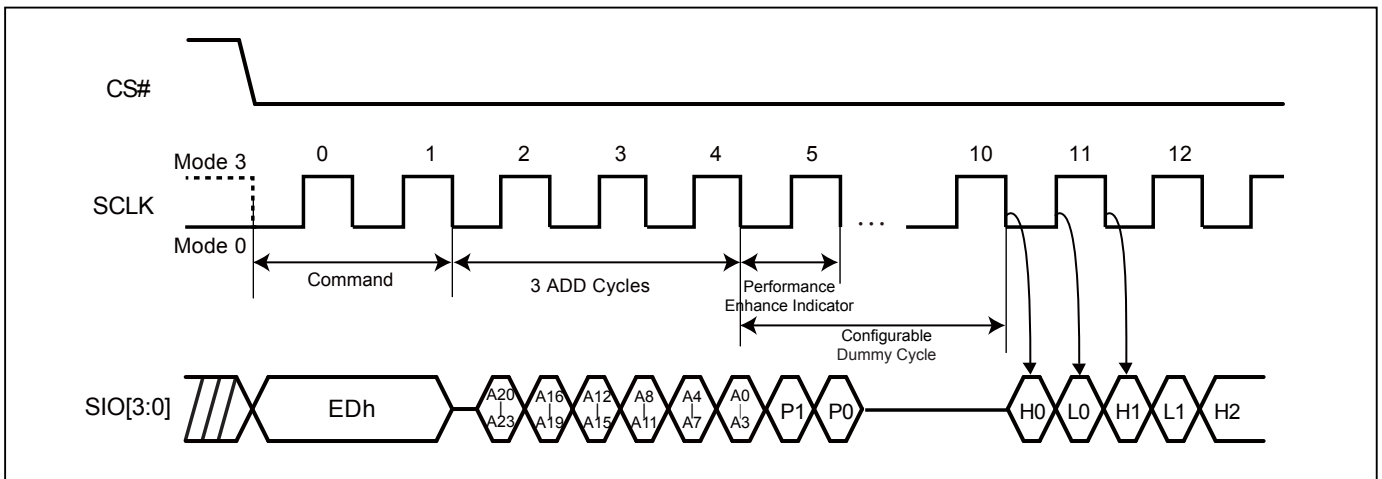 CS#
Mode 3
0 1 2 3 4 5 10 11 12
SCLK
...
Mode 0
Command
3 ADD Cycles
Performance
Enhance Indicator
Configurable
Dummy Cycle
SIO[3:0]
EDh
A20
|
A23
A16
|
A19
A12
|
A15
A8
|
A11
A4
|
A7
A0
|
A3
P1
P0
H0
L0
H1
L1
H2